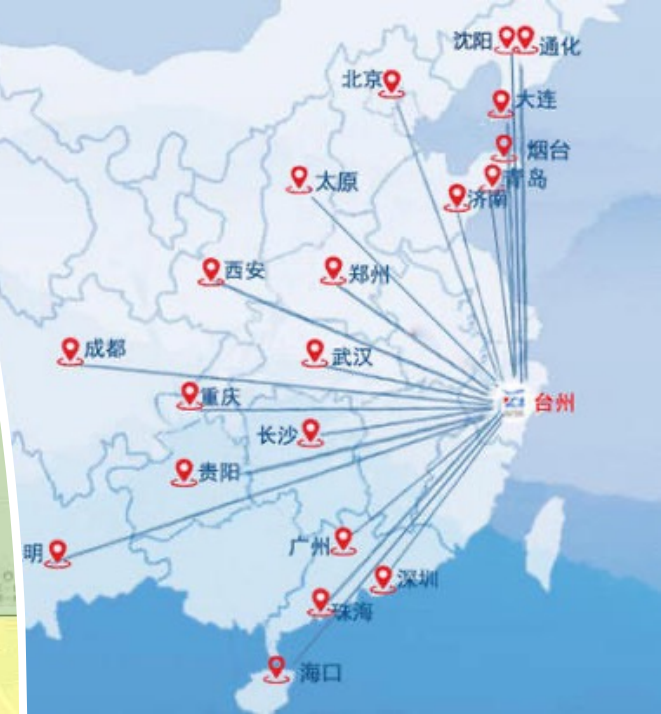 沈阳
通化
北京
大连
烟台
青岛
太原
济南
西安
郑州
成都
武汉
重庆
台州
长沙
贵阳
明
广州
深圳
珠海
海口